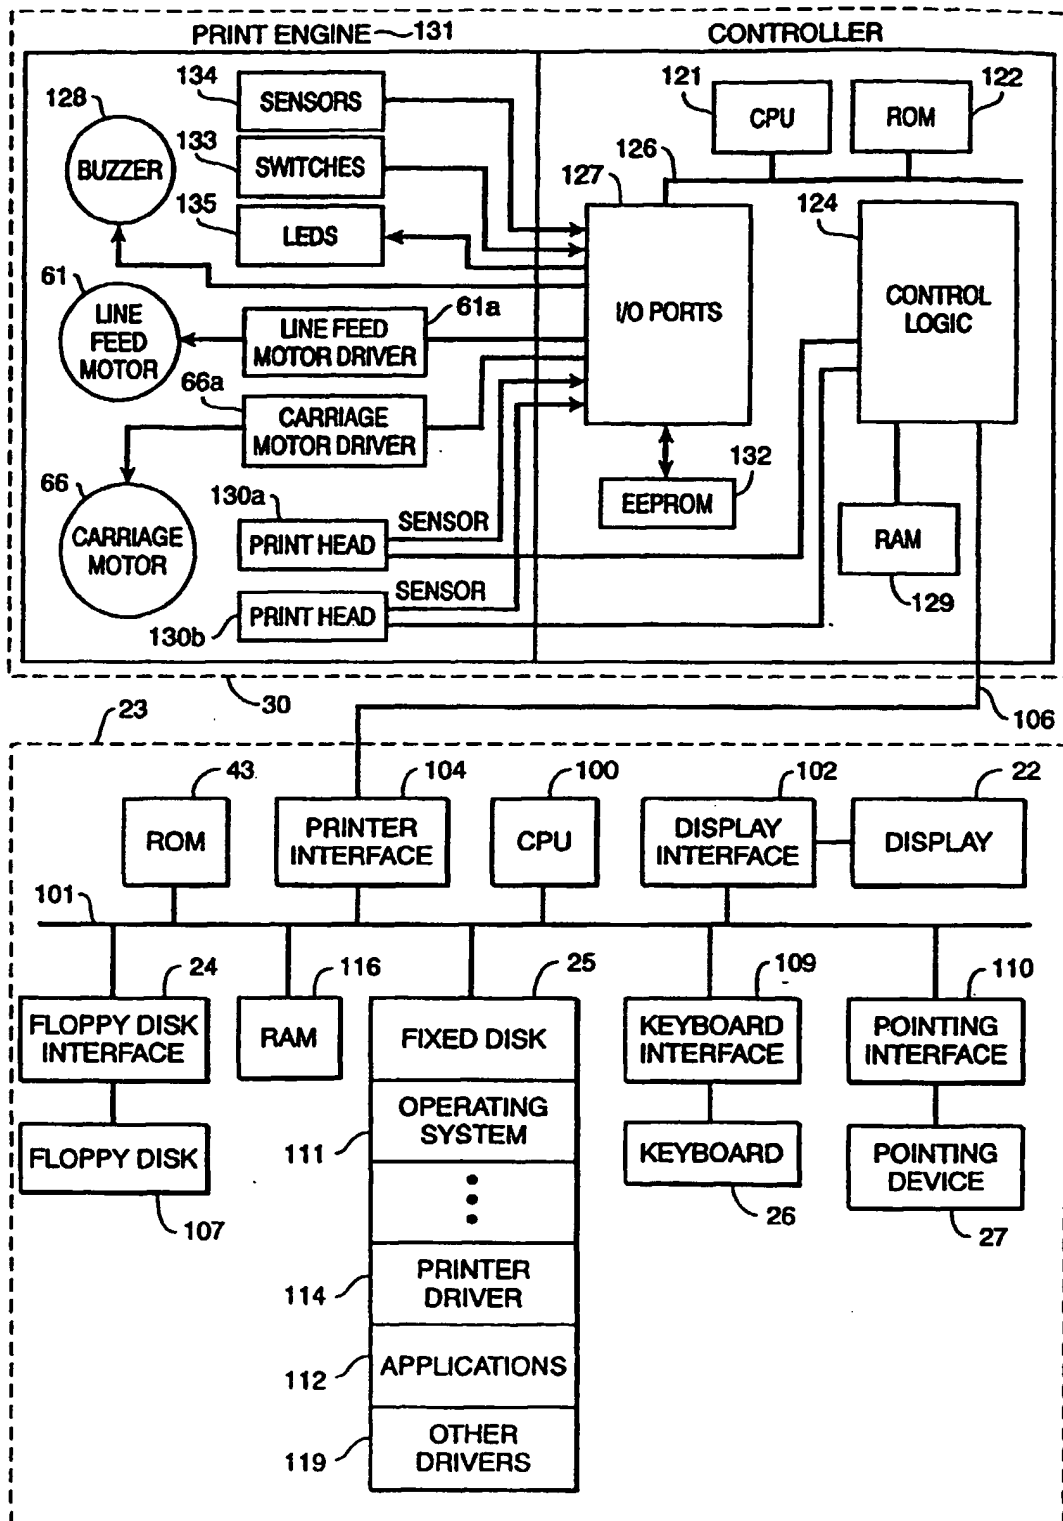 PRINT ENGINE 131
CONTROLLER
134
SENSORS
128
BUZZER
133
SWITCHES
135
LEDS
121
CPU
122
ROM
126
127
I/O PORTS
124
CONTROL
LOGIC
61
LINE
FEED
MOTOR
61a
LINE FEED
MOTOR DRIVER
66a
CARRIAGE
MOTOR DRIVER
66
CARRIAGE
MOTOR
130a
PRINT HEAD
SENSOR
130b
PRINT HEAD
SENSOR
132
EEPROM
RAM
129
30
106
23
43
ROM
104
PRINTER
INTERFACE
100
CPU
102
DISPLAY
INTERFACE
22
DISPLAY
101
24
FLOPPY DISK
INTERFACE
116
RAM
25
FIXED DISK
109
KEYBOARD
INTERFACE
110
POINTING
INTERFACE
FLOPPY DISK
107
111
OPERATING
SYSTEM
KEYBOARD
26
POINTING
DEVICE
27
114
PRINTER
DRIVER
112
APPLICATIONS
119
OTHER
DRIVERS